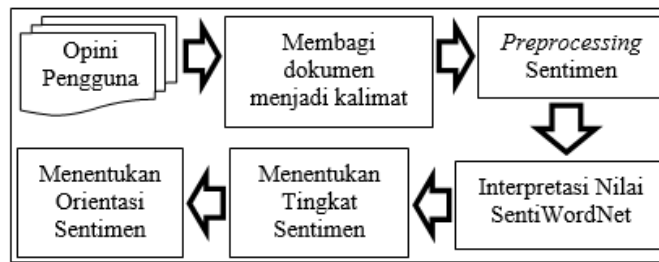 Opini
Pengguna
Membagi
dokumen
menjadi kalimat
Preprocessing
Sentimen
Interpretasi Nilai
SentiWordNet
Menentukan
Tingkat
Sentimen
Menentukan
Orientasi
Sentimen